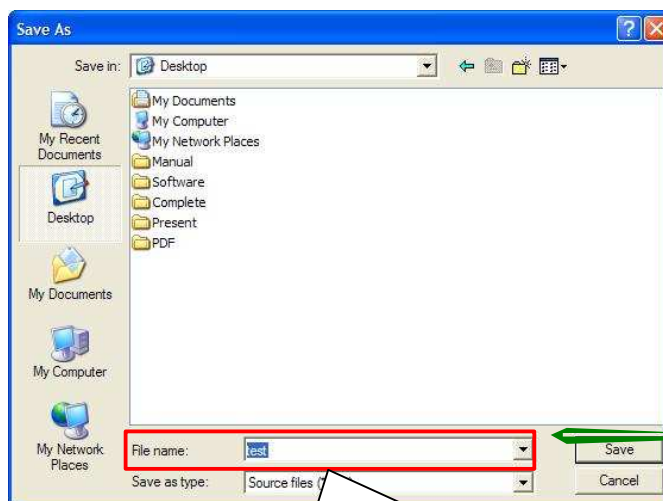 Save As
Save in:
Desktop
My Documents
My Computer
My Network Places
Manual
Software
Complete
Present
PDF
My Recent
Documents
Desktop
My Documents
My Computer
My Network
Places
File name:
test
Save
Save as type:
Source files (
Cancel